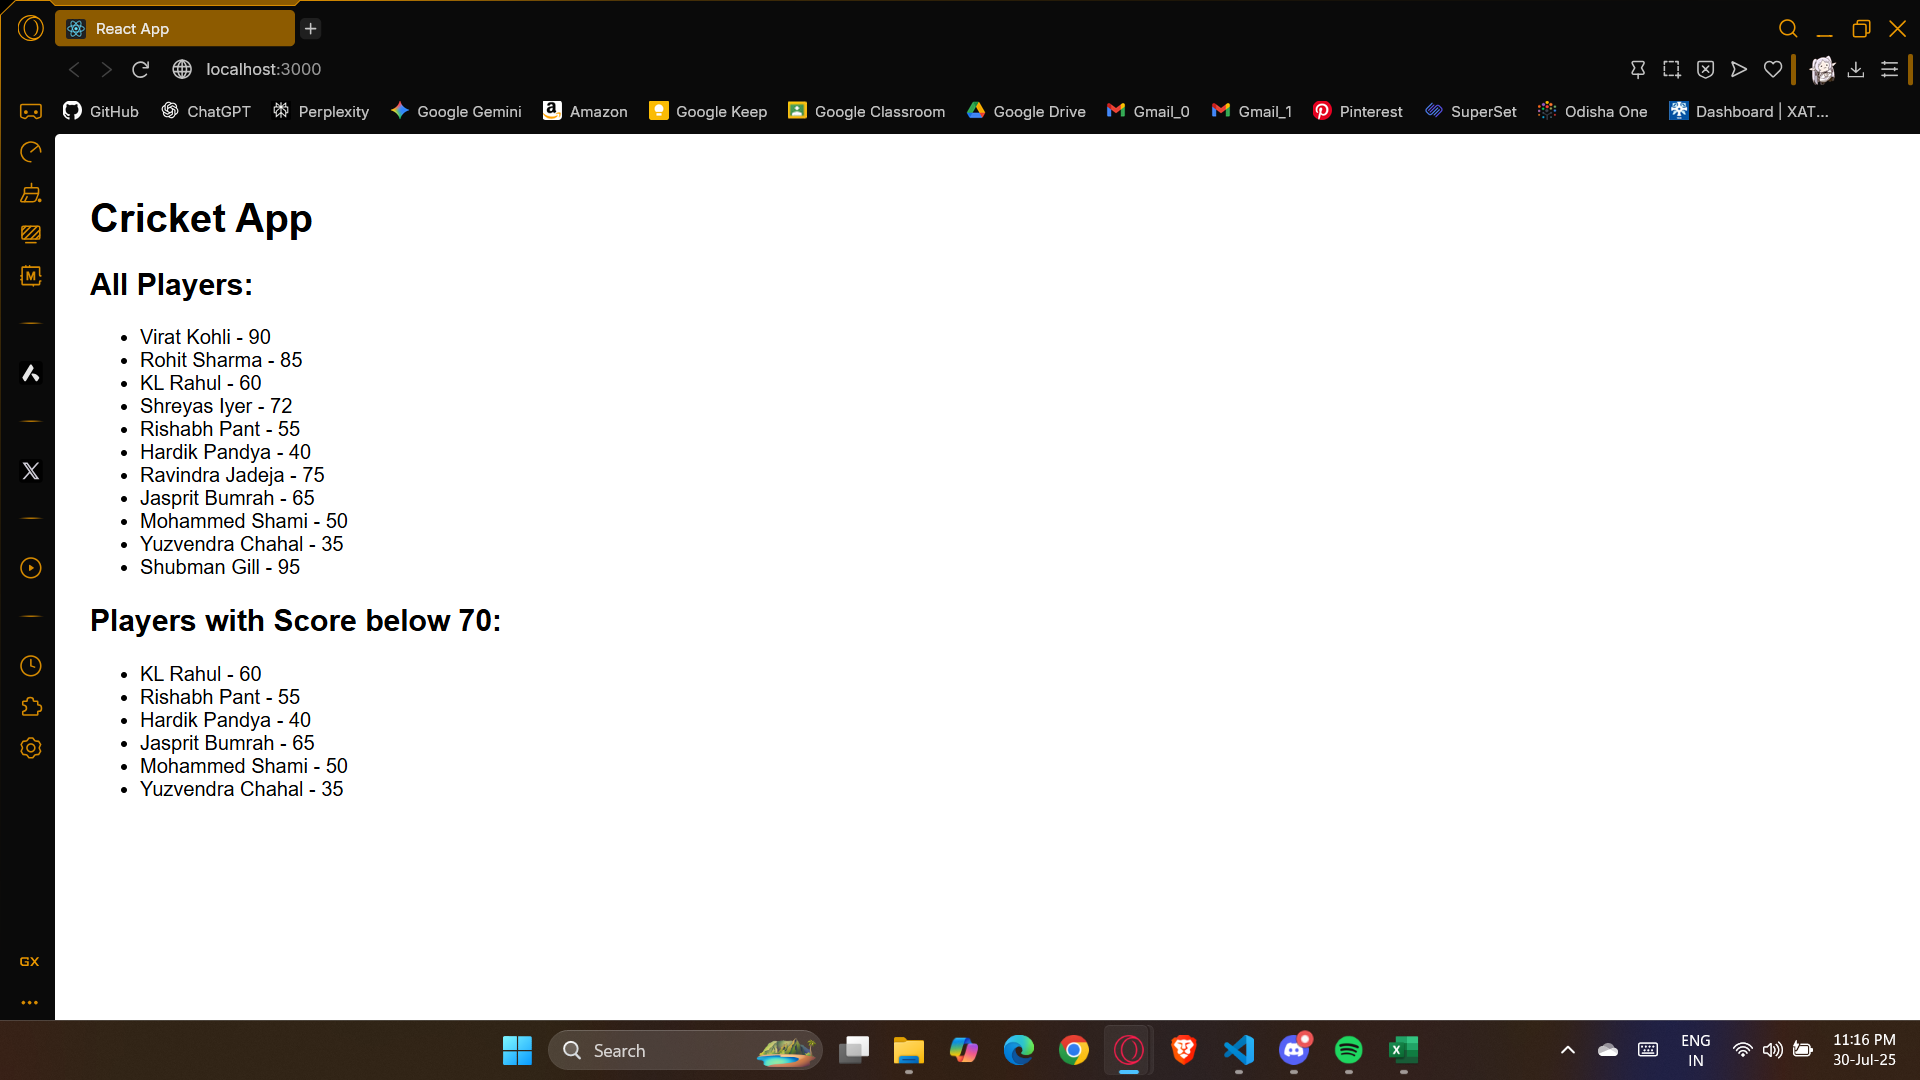 React App
localhost:3000
GitHub ChatGPT Perplexity Google Gemini Amazon Google Keep Google Classroom Google Drive Gmail_0 Gmail_1 Pinterest SuperSet Odisha One Dashboard | XAT...
Cricket App
All Players:
• Virat Kohli - 90
• Rohit Sharma - 85
• KL Rahul - 60
• Shreyas Iyer - 72
• Rishabh Pant - 55
• Hardik Pandya - 40
• Ravindra Jadeja - 75
• Jasprit Bumrah - 65
• Mohammed Shami - 50
• Yuzvendra Chahal - 35
• Shubman Gill - 95
Players with Score below 70:
• KL Rahul - 60
• Rishabh Pant - 55
• Hardik Pandya - 40
• Jasprit Bumrah - 65
• Mohammed Shami - 50
• Yuzvendra Chahal - 35
GX
Search
ENG
IN
11:16 PM
30-Jul-25